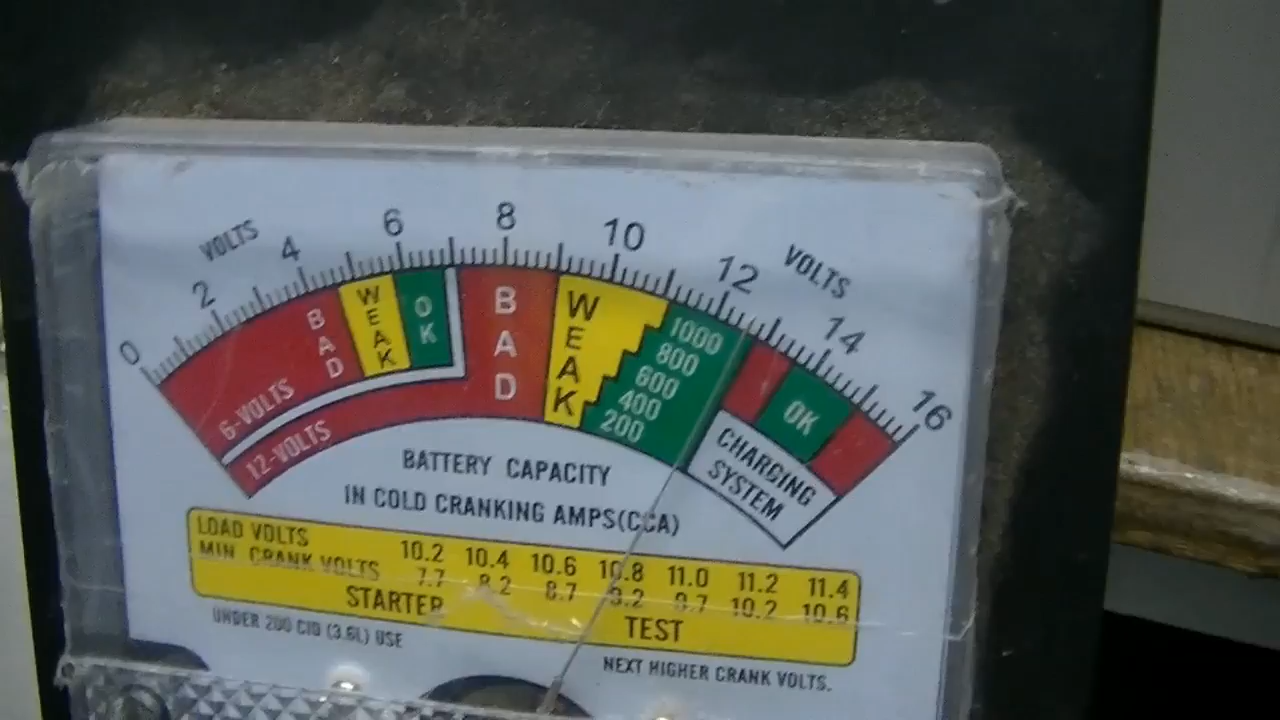 0 2 4 6 8 10 12 14 16
VOLTS VOLTS
BAD WEAK OK BAD WEAK
1000
800
600
400
200
OK
6-VOLTS
12-VOLTS
CHARGING
SYSTEM
BATTERY CAPACITY
IN COLD CRANKING AMPS(CCA)
LOAD VOLTS 10.2 10.4 10.6 10.8 11.0 11.2 11.4
MIN. CRANK VOLTS 7.7 8.2 8.7 9.2 9.7 10.2 10.6
STARTER TEST
UNDER 200 CID (3.6L) USE
NEXT HIGHER CRANK VOLTS.